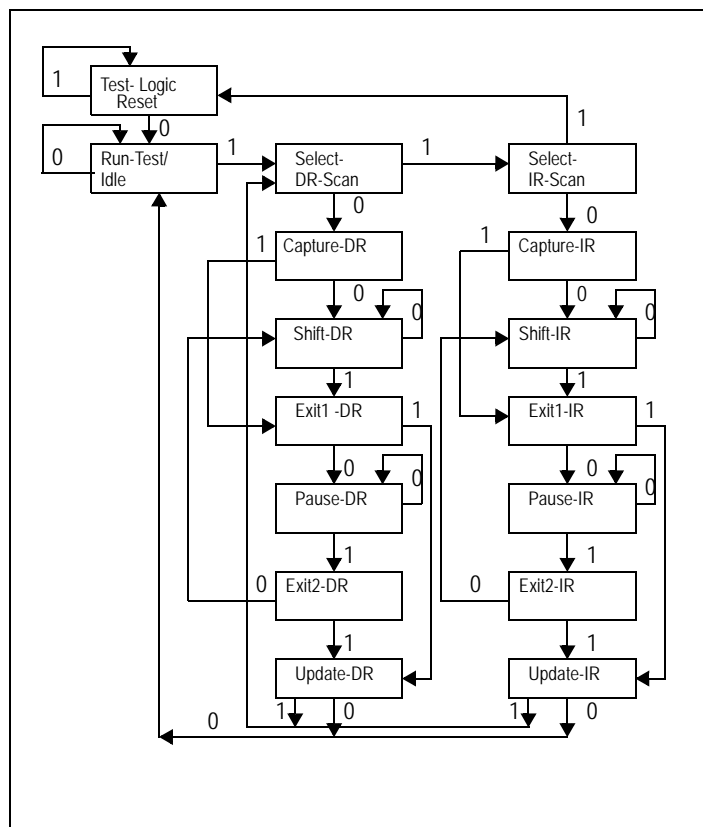 1
Test- Logic
Reset
1
0
0
Run-Test/
Idle
1
Select-
DR-Scan
1
Select-
IR-Scan
0
0
1
Capture-DR
1
Capture-IR
0
0
Shift-DR
0
Shift-IR
0
1
1
Exit1 -DR
1
Exit1-IR
1
0
0
Pause-DR
0
Pause-IR
0
1
1
0
Exit2-DR
0
Exit2-IR
1
1
Update-DR
Update-IR
0
1
0
1
0